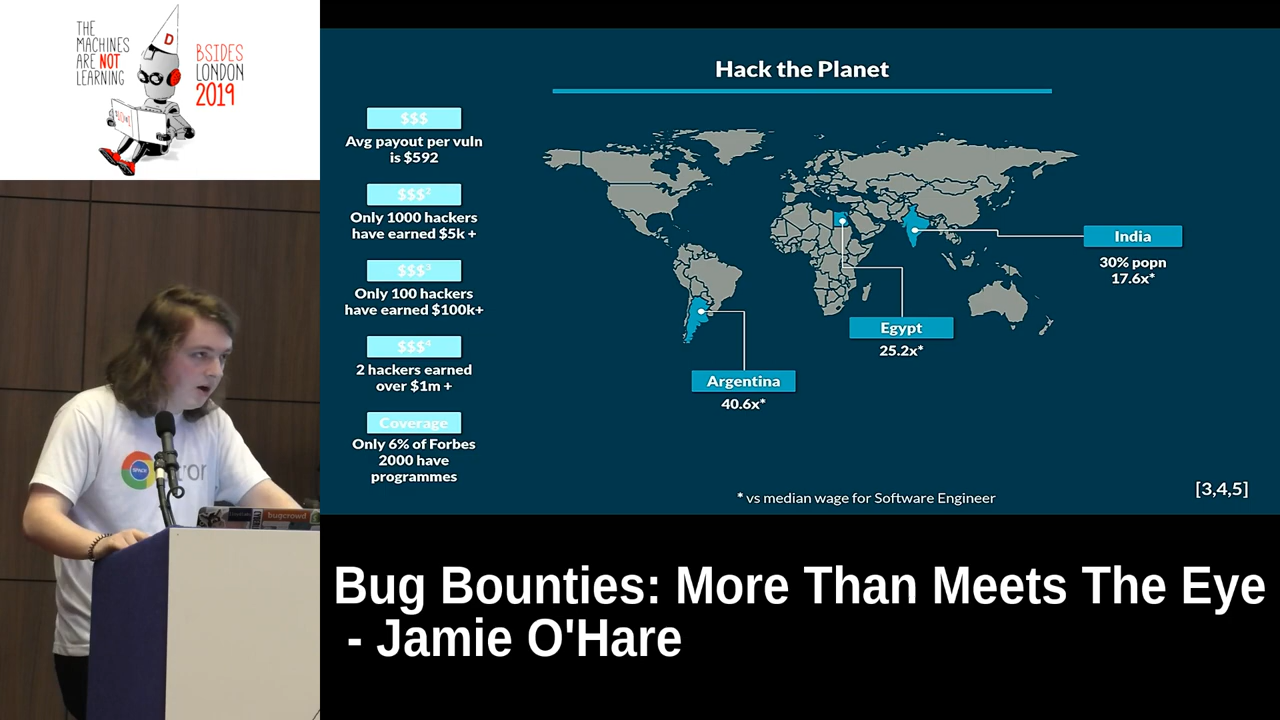 THE
MACHINES
ARE NOT
LEARNING
D
BSIDES
LONDON
2019
Hack the Planet
$$$
Avg payout per vuln
is $592
$$$²
Only 1000 hackers
have earned $5k +
$$$³
Only 100 hackers
have earned $100k+
$$$⁴
2 hackers earned
over $1m +
Coverage
Only 6% of Forbes
2000 have
programmes
India
30% popn
17.6x*
Egypt
25.2x*
Argentina
40.6x*
* vs median wage for Software Engineer
[3,4,5]
SPACE
bugcrowd
Bug Bounties: More Than Meets The Eye
- Jamie O'Hare